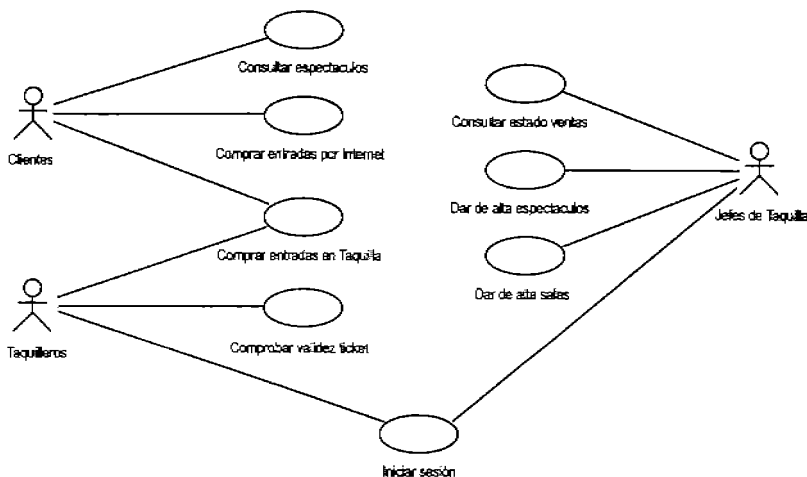 Consultar espectaculos
Clientes
Comprar entradas por Internet
Consultar estado ventas
Dar de alta espectaculos
Jefes de Taquilla
Comprar entradas en Taquilla
Dar de alta salas
Taquilleros
Comprobar validez ticket
Iniciar sesión